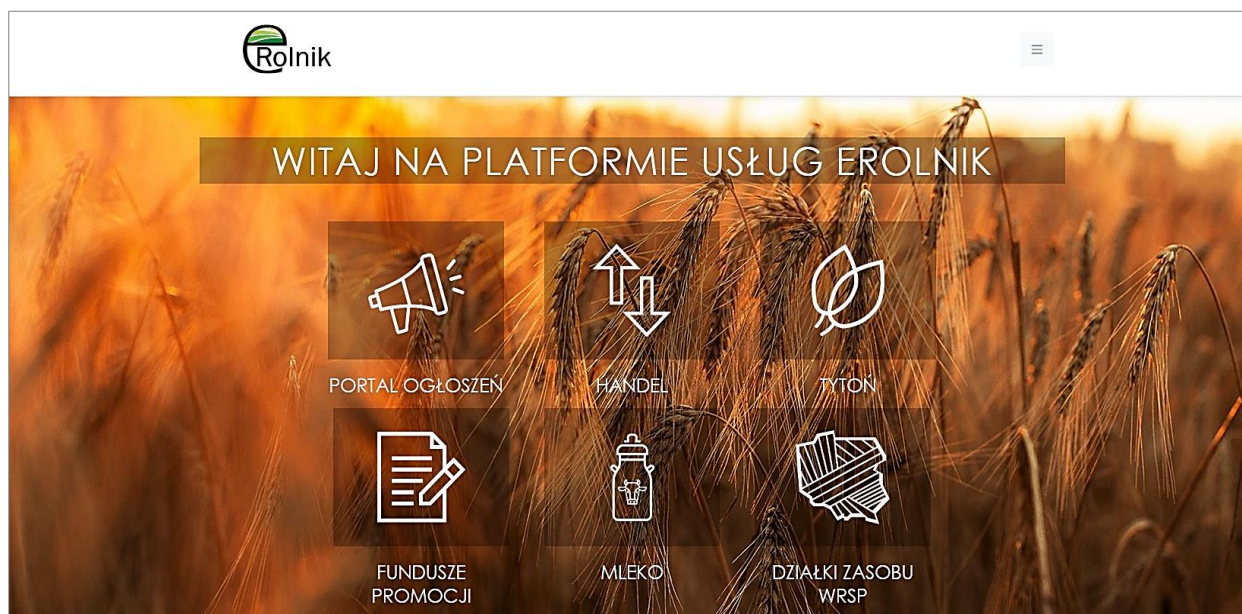 eRolnik
WITAJ NA PLATFORMIE USŁUG EROLNIK
PORTAL OGŁOSZEŃ
HANDEL
TYTOŃ
FUNDUSZE
PROMOCJI
MLEKO
DZIAŁKI ZASOBU
WRSP